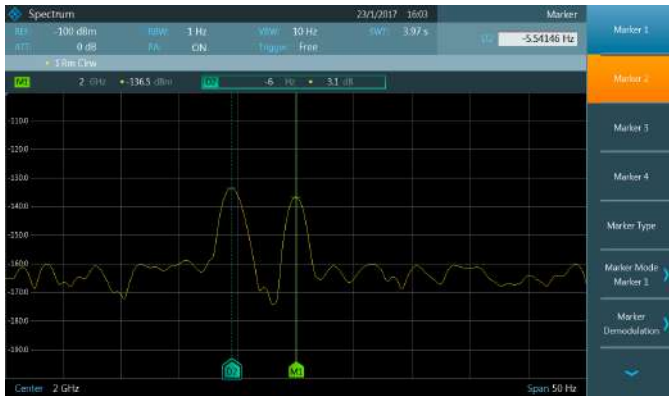 Spectrum 23/1/2017 16:03 Marker
Ref: -100 dBm RBW: 1 Hz VBW: 10 Hz SWT: 3.97 s
ATT: 0 dB PA: ON Trigger: Free
D2 -5.54146 Hz
1 Rm Clrw
M1 2 GHz • -136.5 dBm D2 -6 Hz • 3.1 dB
-110.0
-120.0
-130.0
-140.0
-150.0
-160.0
-170.0
-180.0
-190.0
D2 M1
Center 2 GHz Span 50 Hz
Marker 1
Marker 2
Marker 3
Marker 4
Marker Type
Marker Mode
Marker 1
Marker
Demodulation